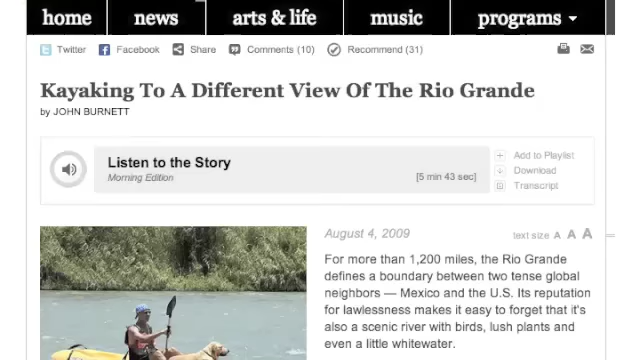 home news arts & life music programs
Twitter Facebook Share Comments (10) Recommend (31)
Kayaking To A Different View Of The Rio Grande
by JOHN BURNETT
Listen to the Story
Morning Edition
[5 min 43 sec]
Add to Playlist
Download
Transcript
August 4, 2009
text size A A A
For more than 1,200 miles, the Rio Grande
defines a boundary between two tense global
neighbors — Mexico and the U.S. Its reputation
for lawlessness makes it easy to forget that it's
also a scenic river with birds, lush plants and
even a little whitewater.